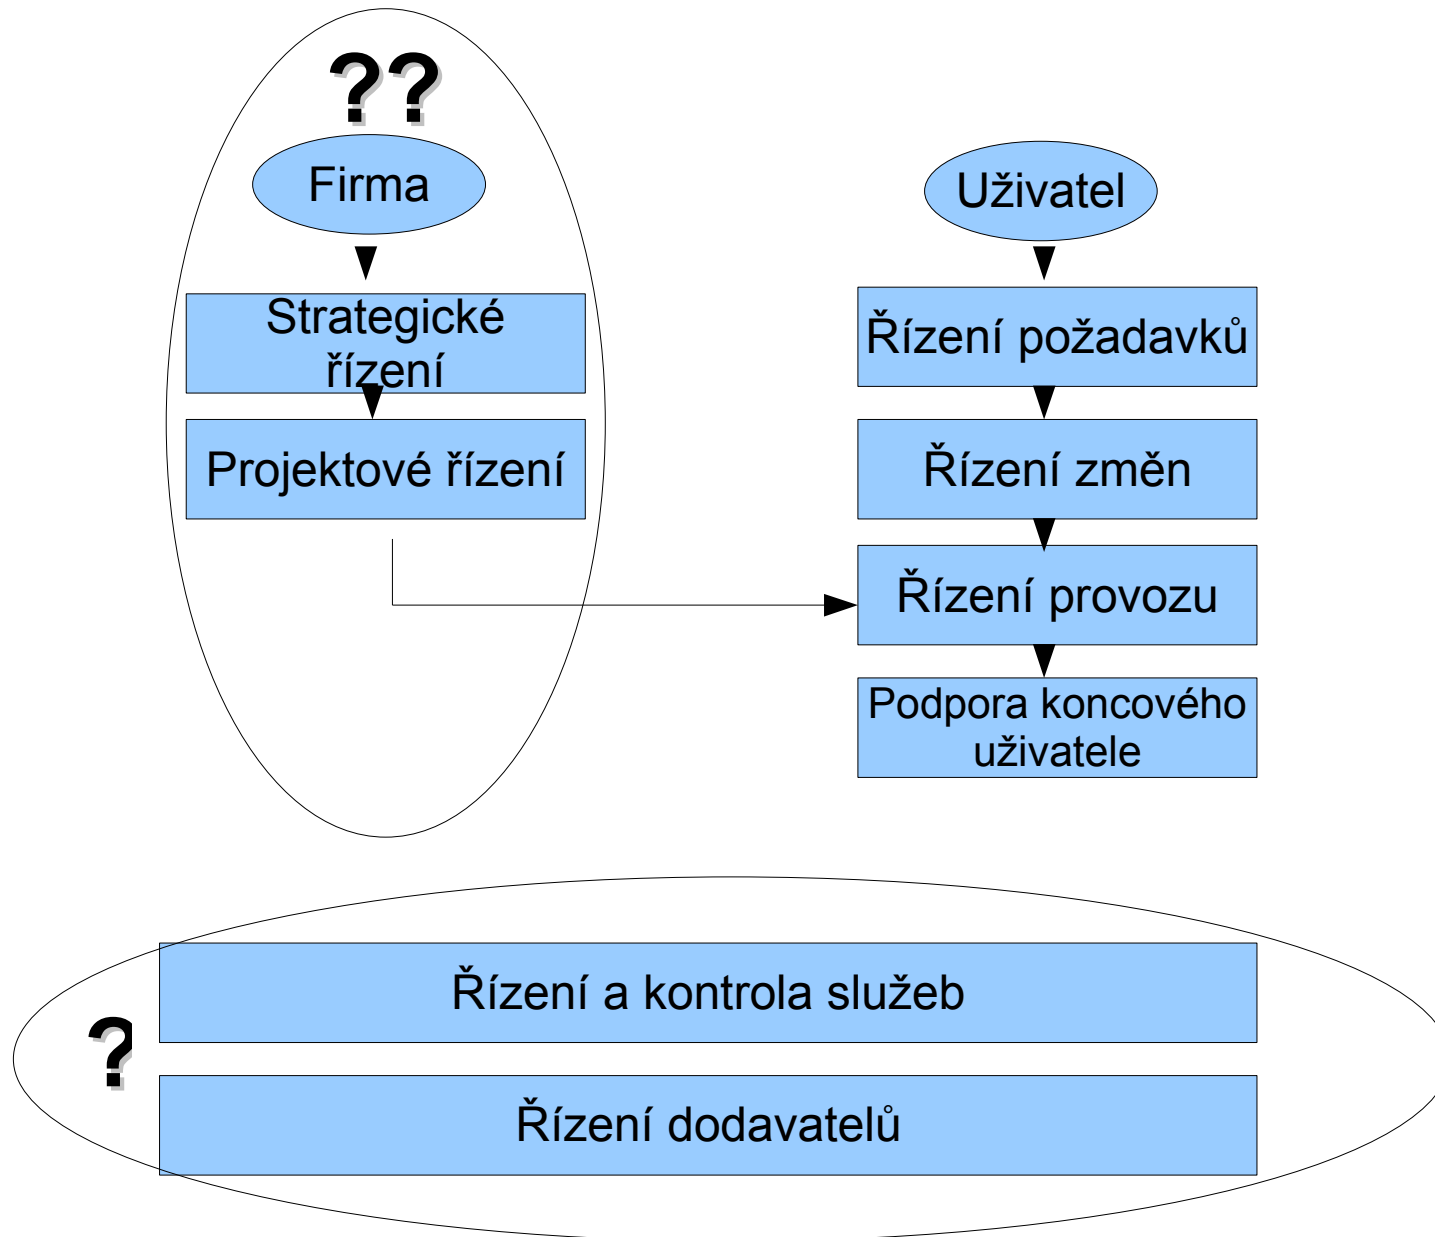 ??
Firma
Strategické
řízení
Projektové řízení
Uživatel
Řízení požadavků
Řízení změn
Řízení provozu
Podpora koncového
uživatele
?
Řízení a kontrola služeb
Řízení dodavatelů